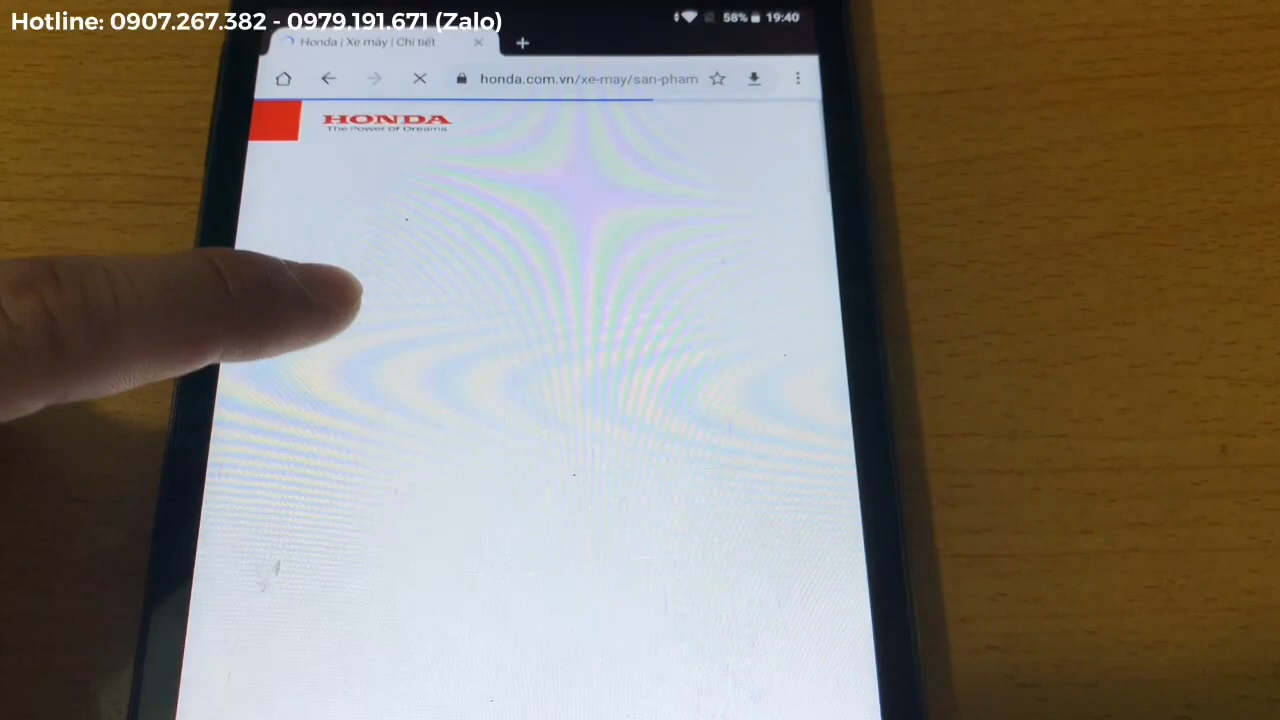 Hotline: 0907.267.382 - 0979.191.671 (Zalo)
58% 19:40
Honda | Xe máy | Chi tiết
honda.com.vn/xe-may/san-pham
HONDA
The Power of Dreams